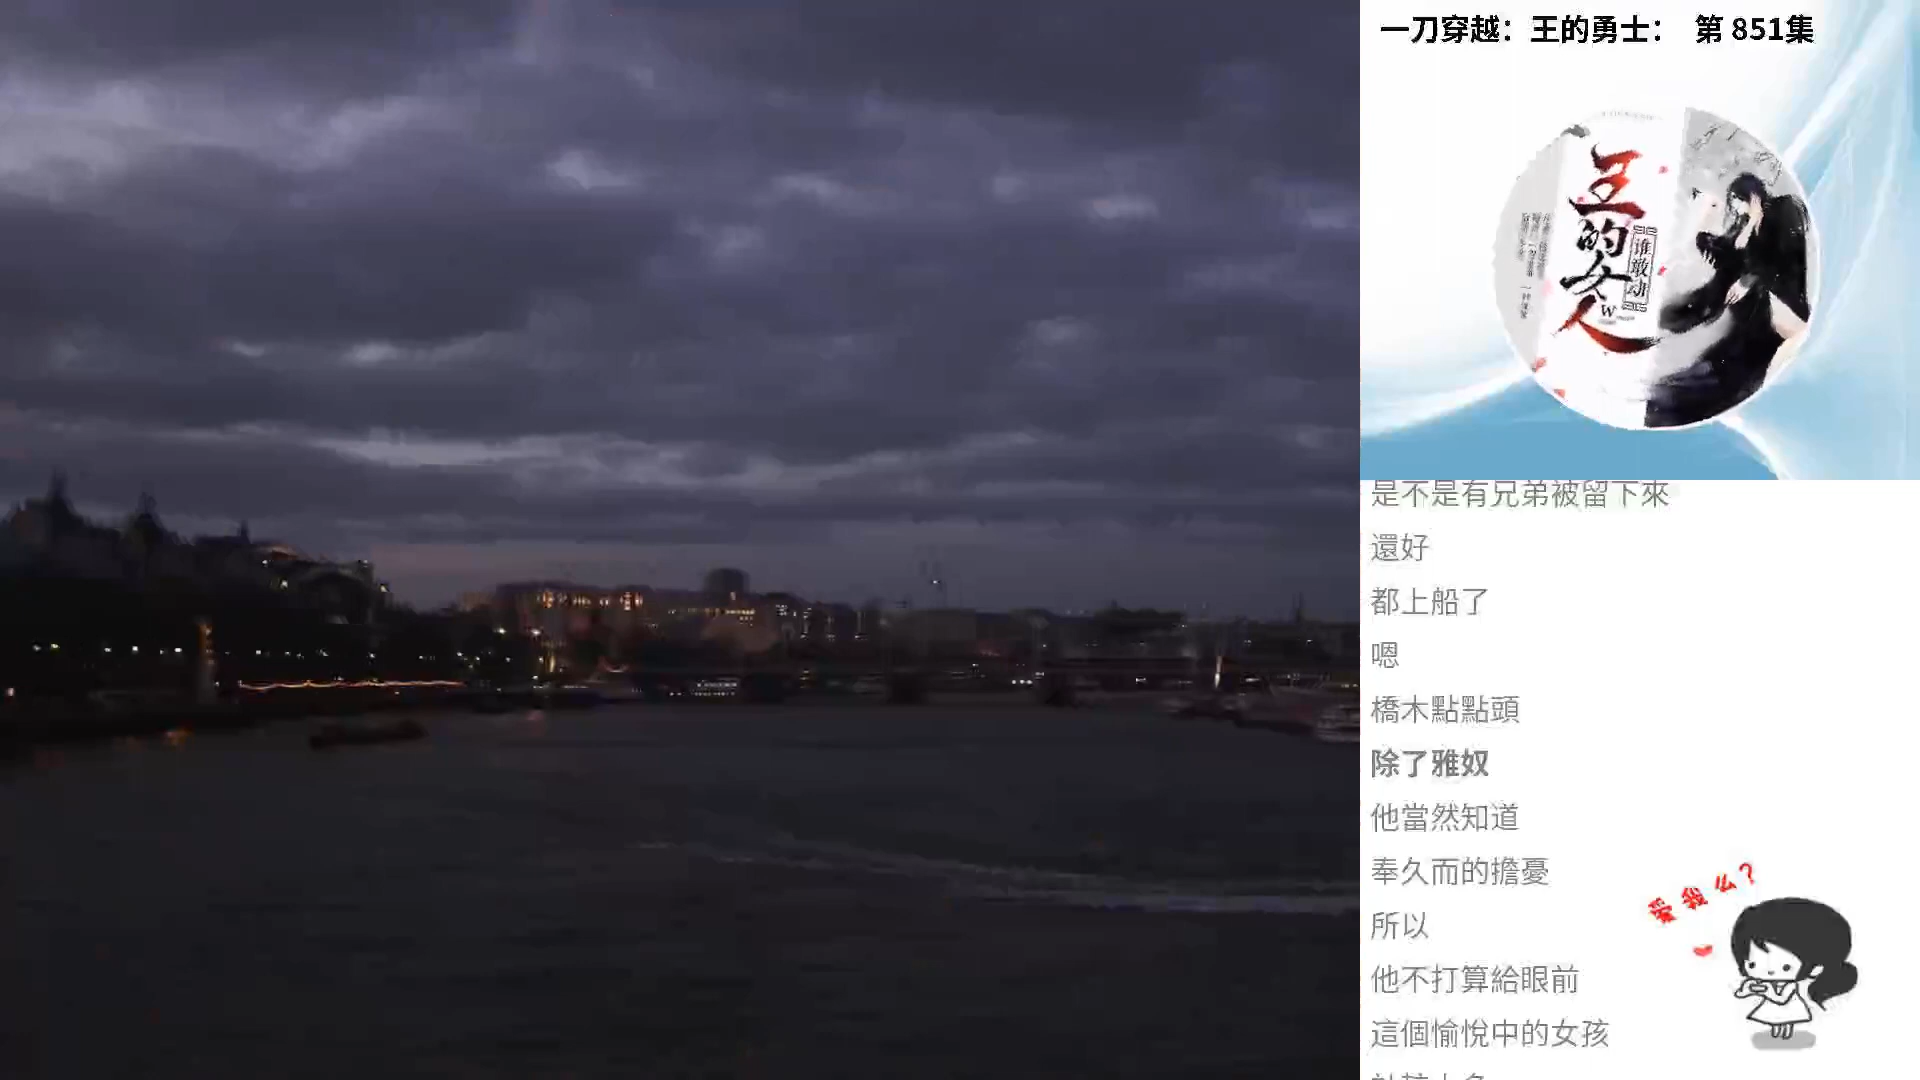 一刀穿越：王的勇士： 第 851集
王的女人
谁敢动
W
是不是有兄弟被留下來
還好
都上船了
嗯
橋木點點頭
除了雅奴
他當然知道
奉久而的擔憂
所以
他不打算給眼前
這個愉悅中的女孩
爱我么？